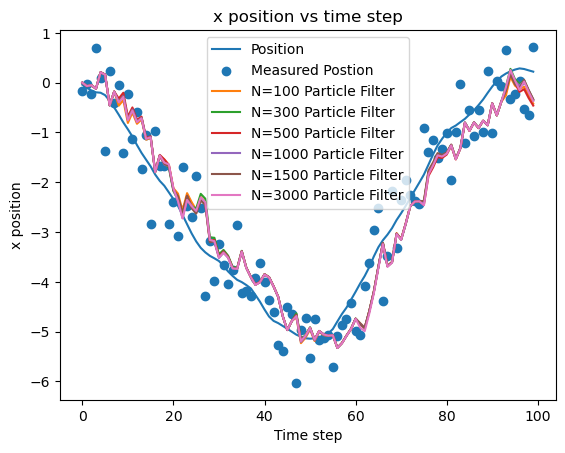 x position vs time step
Position
Measured Postion
N=100 Particle Filter
N=300 Particle Filter
N=500 Particle Filter
N=1000 Particle Filter
N=1500 Particle Filter
N=3000 Particle Filter
x position
1
0
−1
−2
−3
−4
−5
−6
0 20 40 60 80 100
Time step